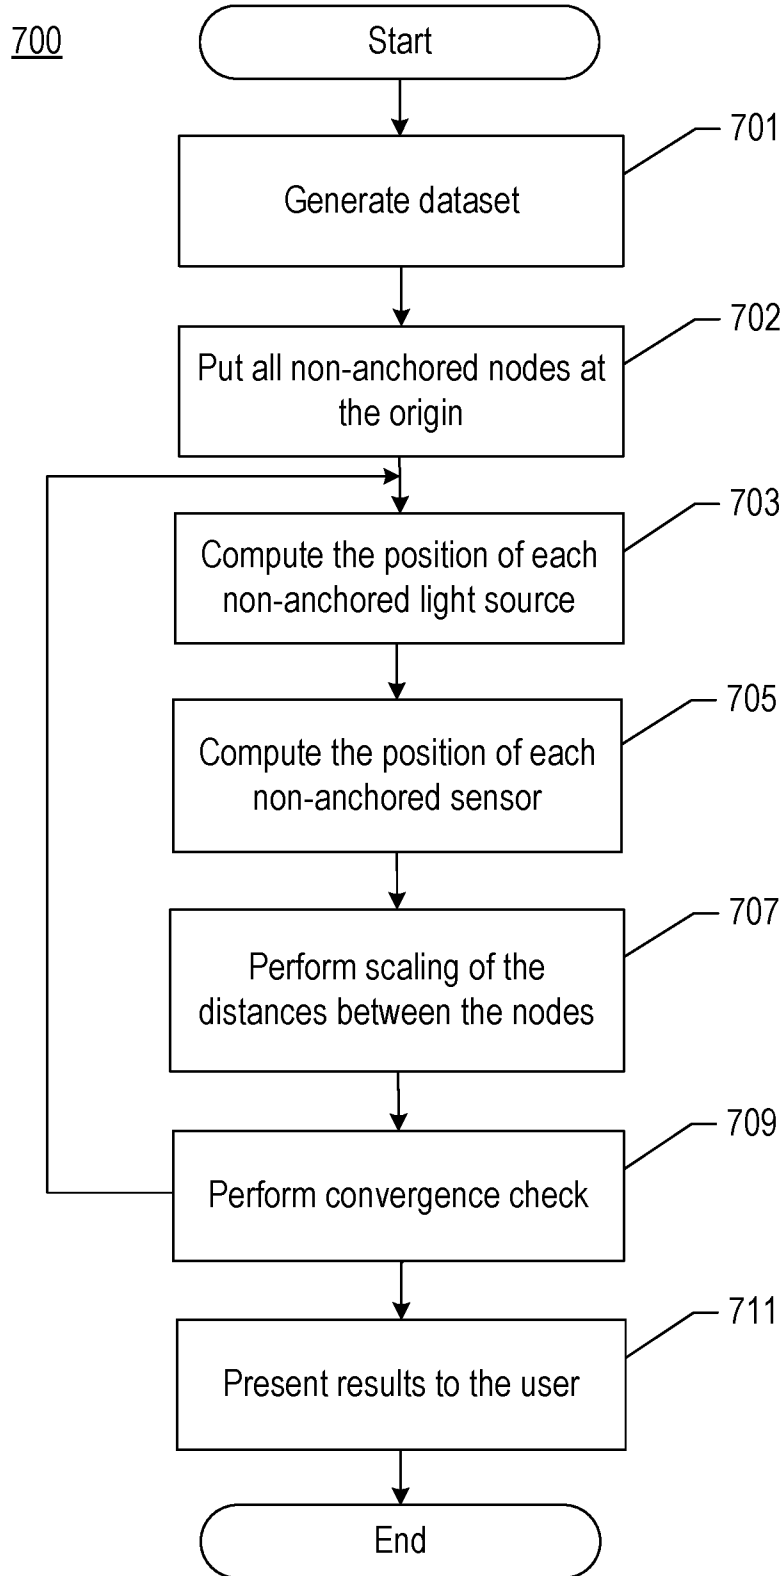 700
Start
701
Generate dataset
702
Put all non-anchored nodes at
the origin
703
Compute the position of each
non-anchored light source
705
Compute the position of each
non-anchored sensor
707
Perform scaling of the
distances between the nodes
709
Perform convergence check
711
Present results to the user
End